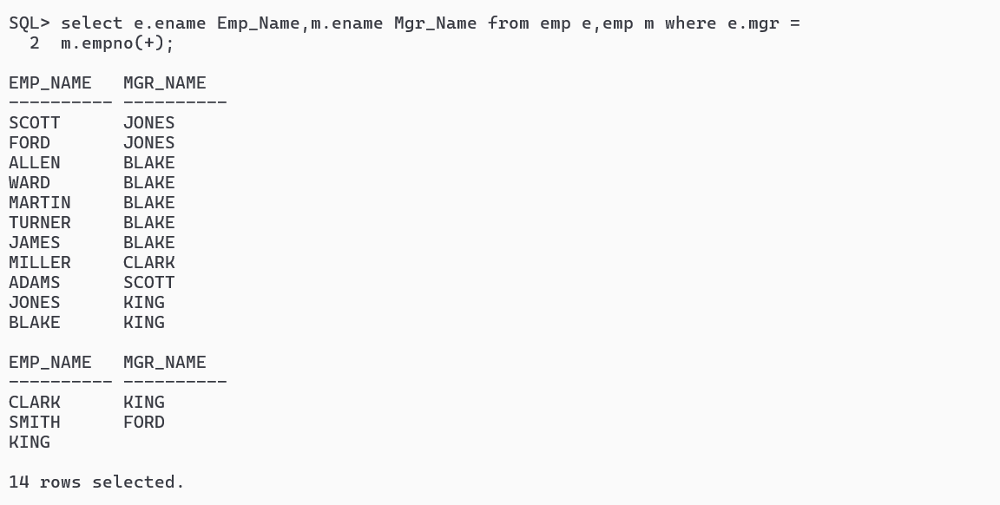 SQL> select e.ename Emp_Name,m.ename Mgr_Name from emp e,emp m where e.mgr =
  2  m.empno(+);

EMP_NAME   MGR_NAME
---------- ----------
SCOTT      JONES
FORD       JONES
ALLEN      BLAKE
WARD       BLAKE
MARTIN     BLAKE
TURNER     BLAKE
JAMES      BLAKE
MILLER     CLARK
ADAMS      SCOTT
JONES      KING
BLAKE      KING

EMP_NAME   MGR_NAME
---------- ----------
CLARK      KING
SMITH      FORD
KING

14 rows selected.